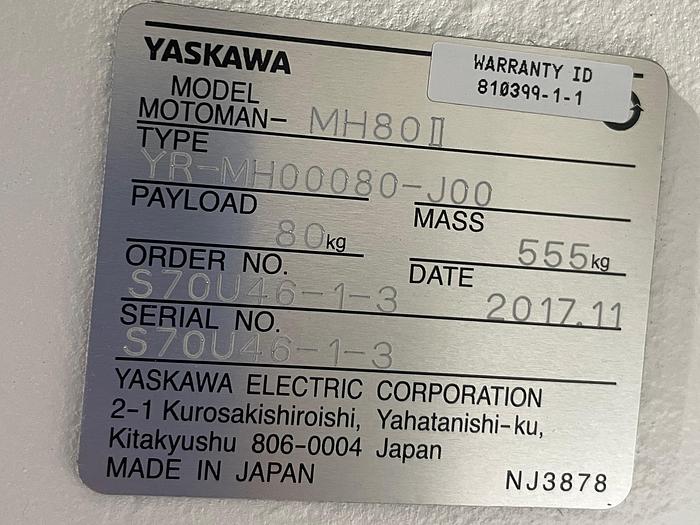 YASKAWA
WARRANTY ID
810399-1-1
MODEL
MOTOMAN- MH80II
TYPE
YR-MH00080-J00
PAYLOAD
80kg
MASS
555kg
ORDER NO.
S70U46-1-3
DATE
2017.11
SERIAL NO.
S70U46-1-3
YASKAWA ELECTRIC CORPORATION
2-1 Kurosakishiroishi, Yahatanishi-ku,
Kitakyushu 806-0004 Japan
MADE IN JAPAN
NJ3878